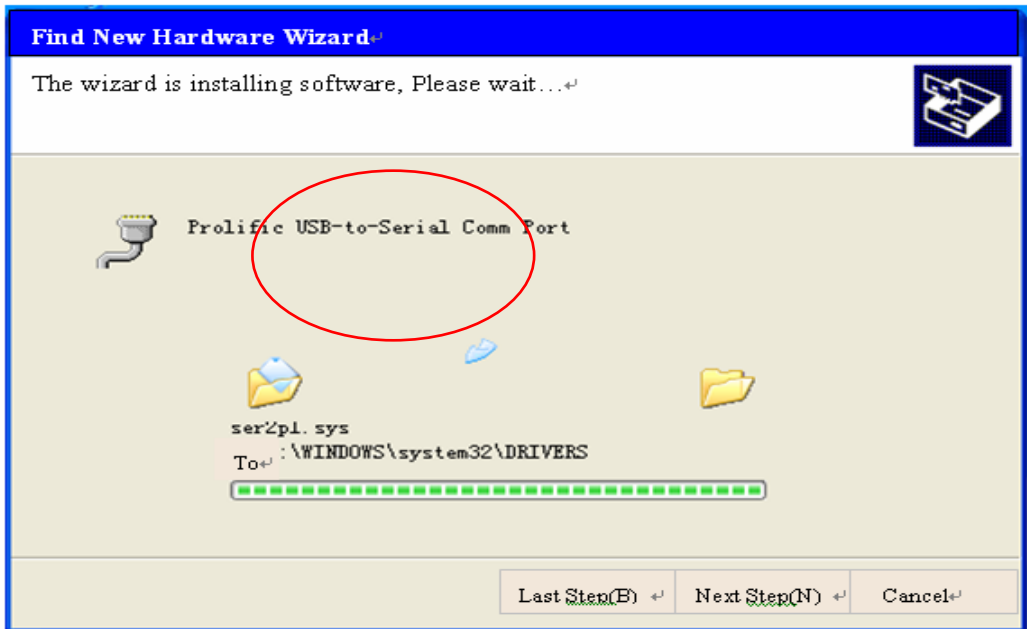 Find New Hardware Wizard↵
The wizard is installing software, Please wait...↵
Prolific USB-to-Serial Comm Port
ser2pl.sys
To↵ :\WINDOWS\system32\DRIVERS
Last Step(B) ↵ Next Step(N) ↵ Cancel↵